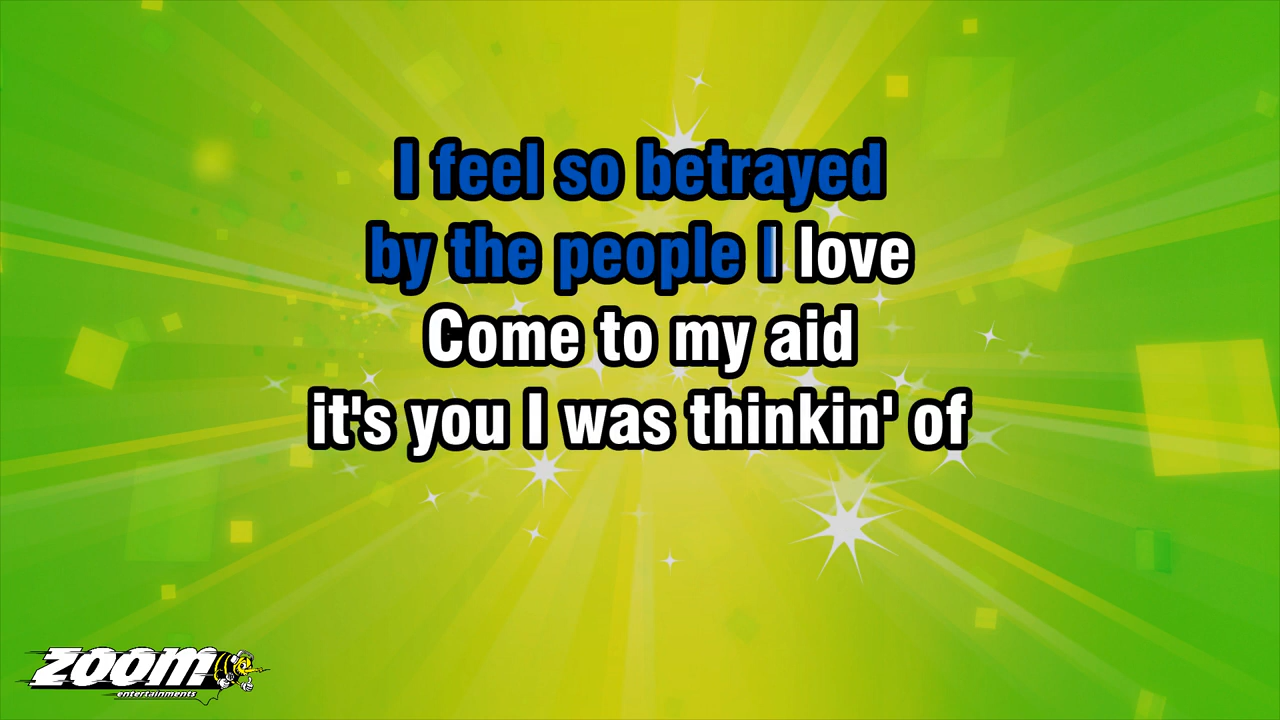 I feel so betrayed
by the people I love
Come to my aid
it's you I was thinkin' of
zoom
entertainments